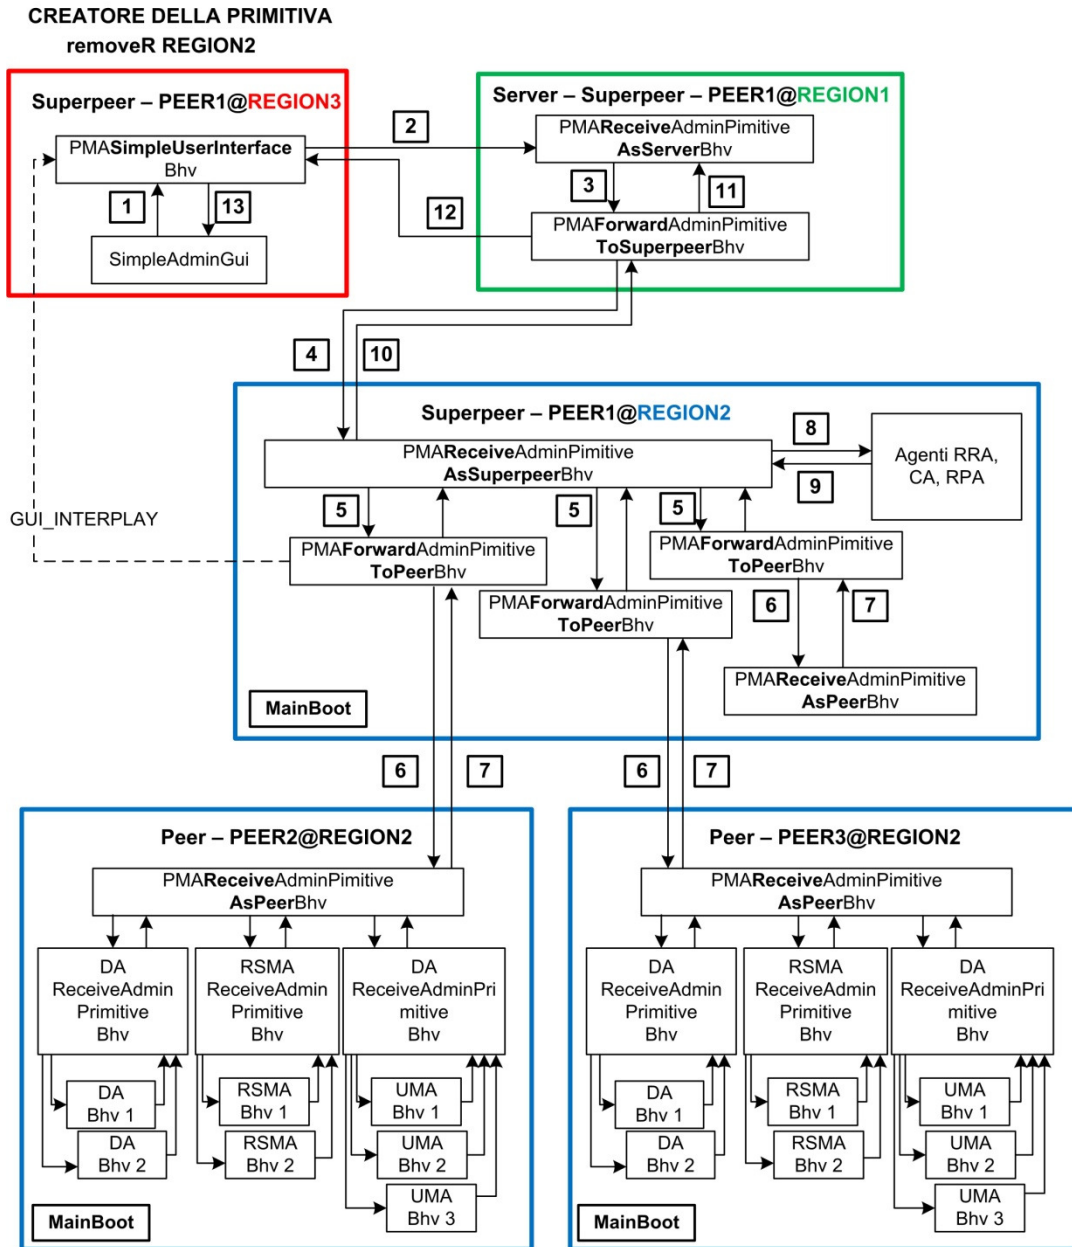 CREATORE DELLA PRIMITIVA
removeR REGION2
Superpeer – PEER1@REGION3
PMASimpleUserInterface
Bhv
1
13
SimpleAdminGui
2
12
Server – Superpeer – PEER1@REGION1
PMAReceiveAdminPimitive
AsServerBhv
3
11
PMAForwardAdminPimitive
ToSuperpeerBhv
4
10
GUI_INTERPLAY
Superpeer – PEER1@REGION2
PMAReceiveAdminPimitive
AsSuperpeerBhv
8
9
Agenti RRA,
CA, RPA
5
5
5
PMAForwardAdminPimitive
ToPeerBhv
PMAForwardAdminPimitive
ToPeerBhv
PMAForwardAdminPimitive
ToPeerBhv
6
7
PMAReceiveAdminPimitive
AsPeerBhv
MainBoot
6
7
6
7
Peer – PEER2@REGION2
PMAReceiveAdminPimitive
AsPeerBhv
DA
ReceiveAdmin
Primitive
Bhv
RSMA
ReceiveAdmin
Primitive
Bhv
DA
ReceiveAdminPri
mitive
Bhv
DA
Bhv 1
DA
Bhv 2
RSMA
Bhv 1
RSMA
Bhv 2
UMA
Bhv 1
UMA
Bhv 2
UMA
Bhv 3
MainBoot
Peer – PEER3@REGION2
PMAReceiveAdminPimitive
AsPeerBhv
DA
ReceiveAdmin
Primitive
Bhv
RSMA
ReceiveAdmin
Primitive
Bhv
DA
ReceiveAdminPri
mitive
Bhv
DA
Bhv 1
DA
Bhv 2
RSMA
Bhv 1
RSMA
Bhv 2
UMA
Bhv 1
UMA
Bhv 2
UMA
Bhv 3
MainBoot